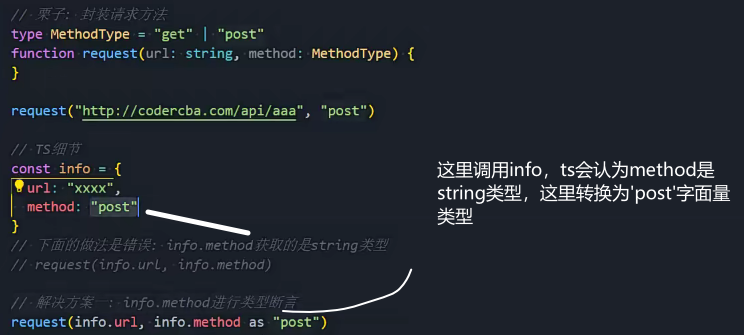 // 栗子: 封装请求方法
type MethodType = "get" | "post"
function request(url: string, method: MethodType) {
}
request("http://codercba.com/api/aaa", "post")
// TS细节
const info = {
url: "xxxx",
method: "post"
}
// 下面的做法是错误: info.method获取的是string类型
// request(info.url, info.method)
// 解决方案一: info.method进行类型断言
request(info.url, info.method as "post")
这里调用info，ts会认为method是
string类型，这里转换为'post'字面量
类型